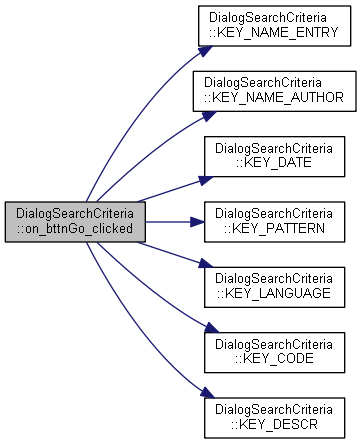 DialogSearchCriteria
::KEY_NAME_ENTRY
DialogSearchCriteria
::KEY_NAME_AUTHOR
DialogSearchCriteria
::KEY_DATE
DialogSearchCriteria
::on_bttnGo_clicked
DialogSearchCriteria
::KEY_PATTERN
DialogSearchCriteria
::KEY_LANGUAGE
DialogSearchCriteria
::KEY_CODE
DialogSearchCriteria
::KEY_DESCR